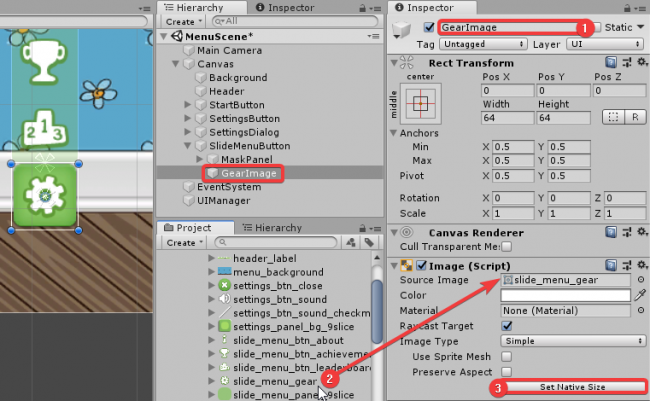 Hierarchy
Inspector
Create
All
MenuScene*
Main Camera
Canvas
Background
Header
StartButton
SettingsButton
SettingsDialog
SlideMenuButton
MaskPanel
GearImage
EventSystem
UIManager
Project
Hierarchy
Create
header_label
menu_background
settings_btn_close
settings_btn_sound
settings_btn_sound_checkm
settings_panel_bg_9slice
slide_menu_btn_about
slide_menu_btn_achievemen
slide_menu_btn_leaderboard
slide_menu_gear
2
slide_menu_panel_9slice
1 2 3
Inspector
GearImage
1
Static
Tag Untagged Layer UI
Rect Transform
center
middle
Pos X Pos Y Pos Z
0 0 0
Width Height
64 64
R
Anchors
Min X 0.5 Y 0.5
Max X 0.5 Y 0.5
Pivot X 0.5 Y 0.5
Rotation X 0 Y 0 Z 0
Scale X 1 Y 1 Z 1
Canvas Renderer
Cull Transparent Mes
Image (Script)
Source Image slide_menu_gear
Color
Material None (Material)
Raycast Target
Image Type Simple
Use Sprite Mesh
Preserve Aspect
3 Set Native Size